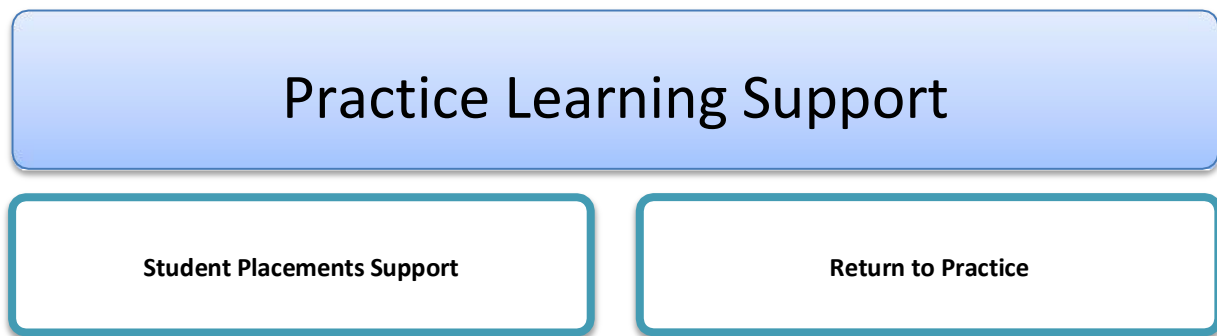 Practice Learning Support
Student Placements Support
Return to Practice